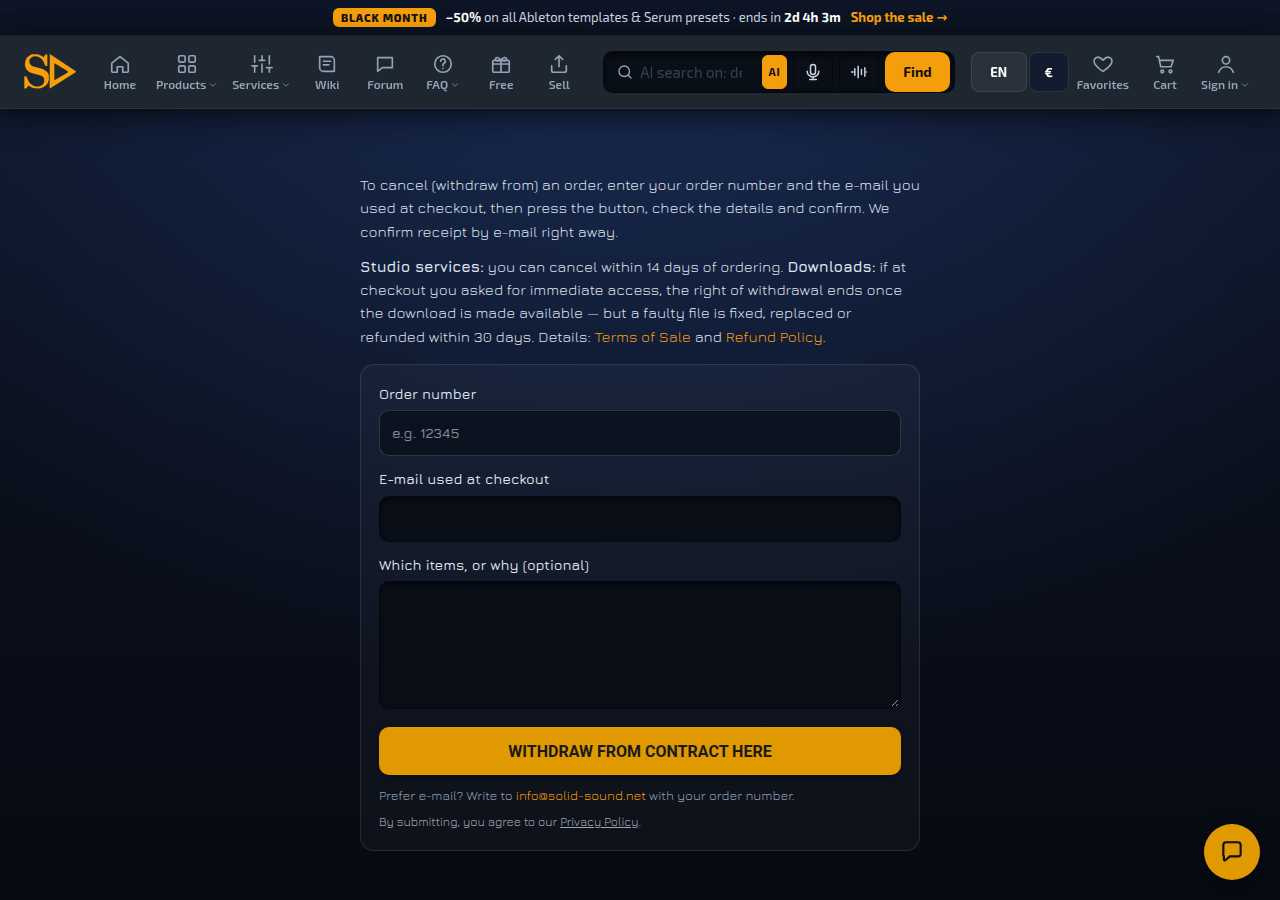 BLACK MONTH −50% on all Ableton templates & Serum presets · ends in 2d 4h 3m Shop the sale →
S
Home Products Services Wiki Forum FAQ Free Sell
AI search on: dr AI Find EN € Favorites Cart Sign in
To cancel (withdraw from) an order, enter your order number and the e-mail you
used at checkout, then press the button, check the details and confirm. We
confirm receipt by e-mail right away.
Studio services: you can cancel within 14 days of ordering. Downloads: if at
checkout you asked for immediate access, the right of withdrawal ends once
the download is made available — but a faulty file is fixed, replaced or
refunded within 30 days. Details: Terms of Sale and Refund Policy.
Order number
e.g. 12345
E-mail used at checkout
Which items, or why (optional)
WITHDRAW FROM CONTRACT HERE
Prefer e-mail? Write to info@solid-sound.net with your order number.
By submitting, you agree to our Privacy Policy.